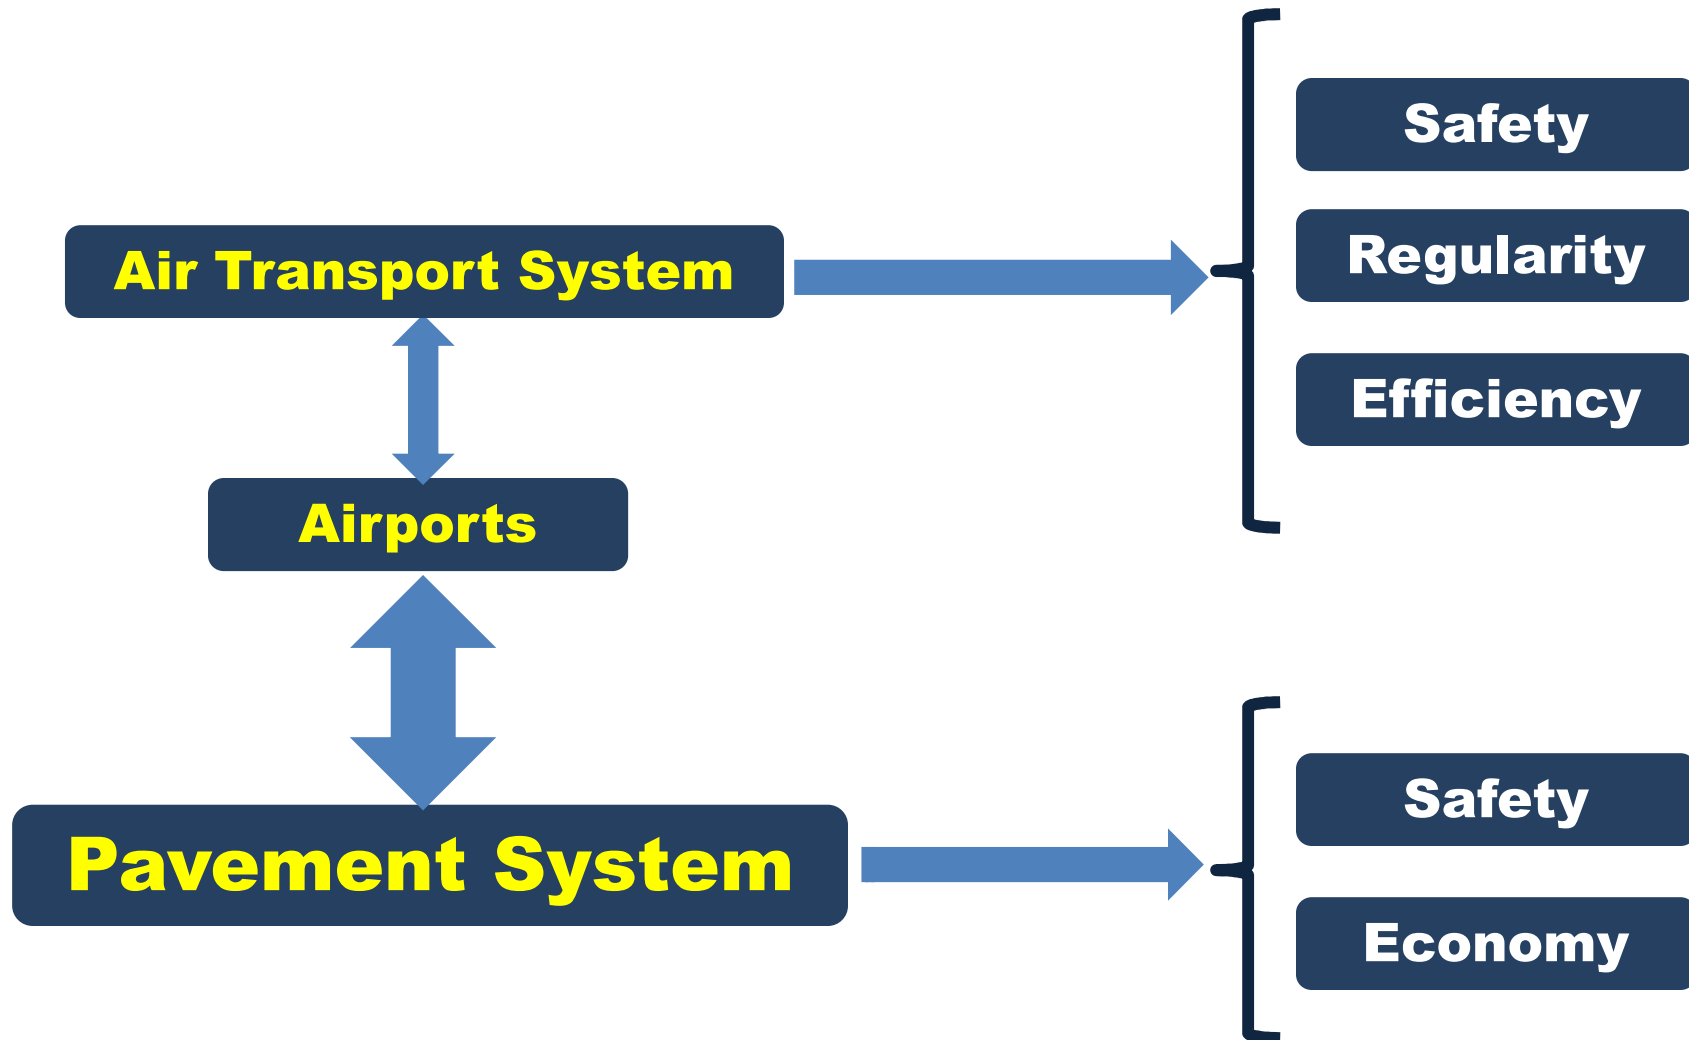 Safety
Regularity
Air Transport System
Efficiency
Airports
Safety
Pavement System
Economy